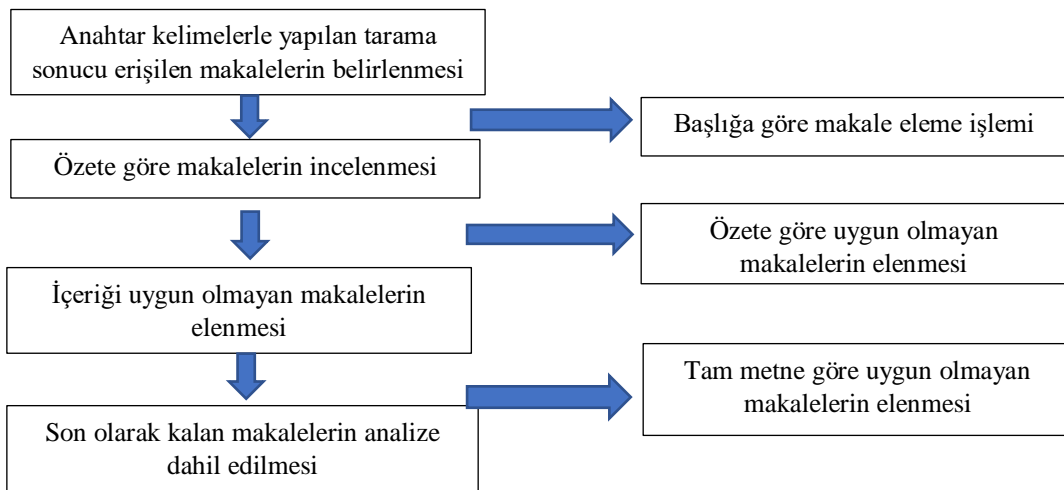 Anahtar kelimelerle yapılan tarama
sonucu erişilen makalelerin belirlenmesi
Başlığa göre makale eleme işlemi
Özete göre makalelerin incelenmesi
Özete göre uygun olmayan
makalelerin elenmesi
İçeriği uygun olmayan makalelerin
elenmesi
Tam metne göre uygun olmayan
makalelerin elenmesi
Son olarak kalan makalelerin analize
dahil edilmesi